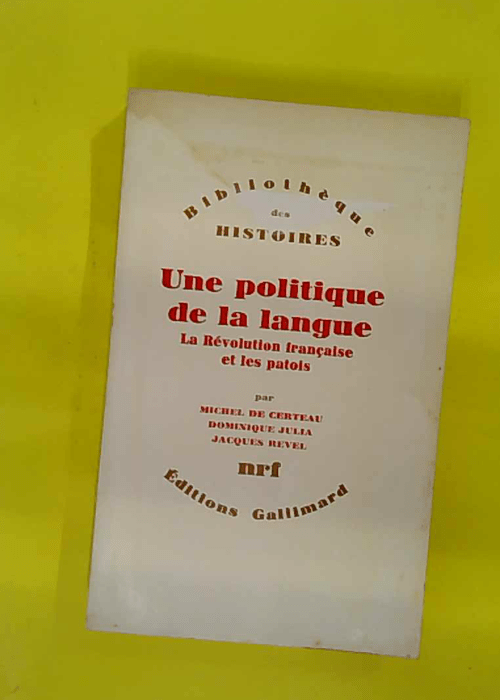 Bibliothèque
des
HISTOIRES
Une politique
de la langue
La Révolution française
et les patois
par
MICHEL DE CERTEAU
DOMINIQUE JULIA
JACQUES REVEL
nrf
Éditions Gallimard